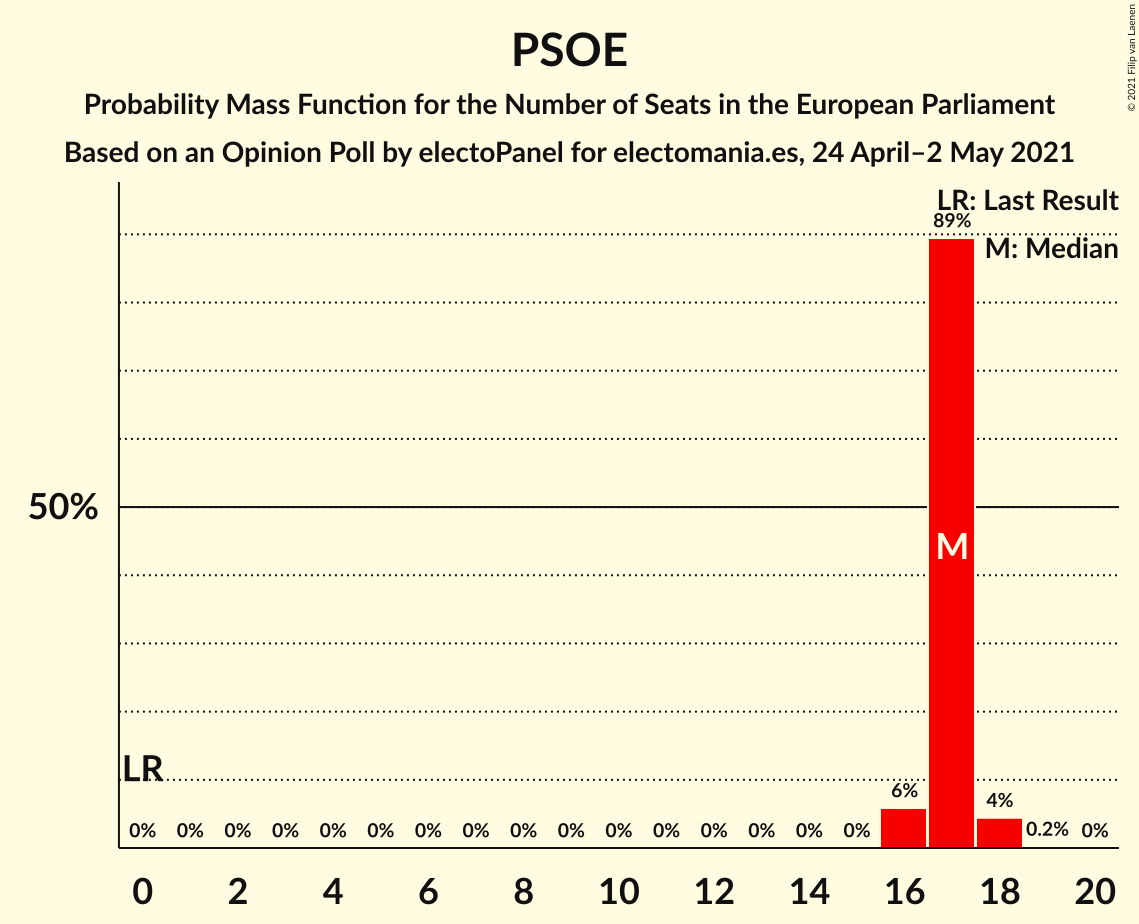 PSOE
Probability Mass Function for the Number of Seats in the European Parliament
Based on an Opinion Poll by electoPanel for electomania.es, 24 April–2 May 2021
© 2021 Filip van Laenen
LR: Last Result
M: Median
89%
50%
M
LR
0% 0% 0% 0% 0% 0% 0% 0% 0% 0% 0% 0% 0% 0% 0% 0% 6% 4% 0.2% 0%
0 2 4 6 8 10 12 14 16 18 20